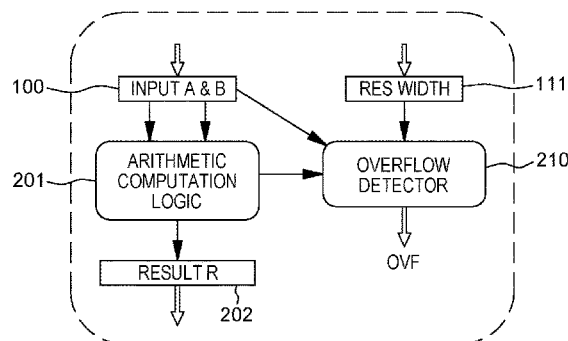 100
INPUT A & B
RES WIDTH
111
201
ARITHMETIC
COMPUTATION
LOGIC
OVERFLOW
DETECTOR
210
RESULT R
202
OVF